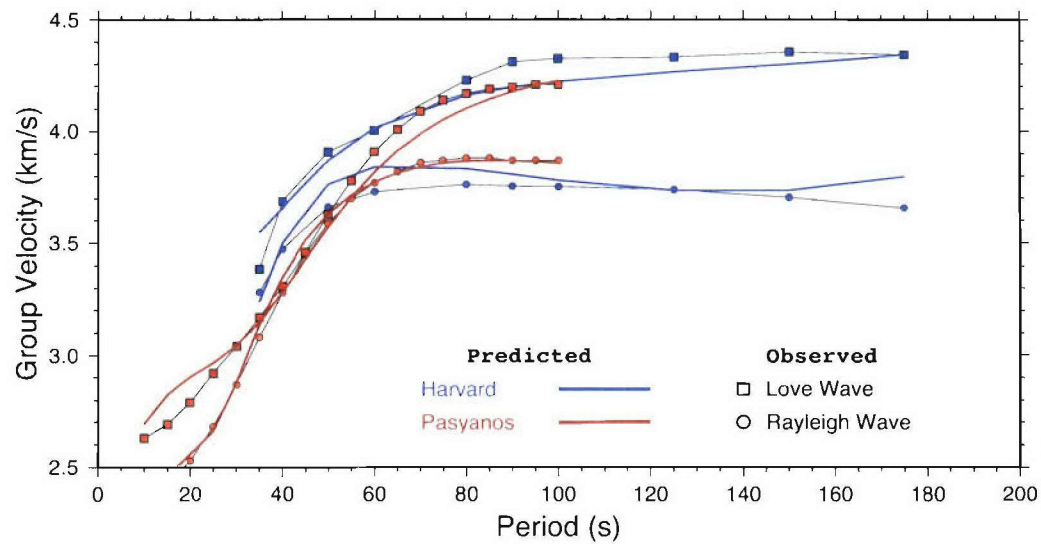 4.5
4.0
3.5
3.0
2.5
Group Velocity (km/s)
Predicted Observed
Harvard Love Wave
Pasyanos Rayleigh Wave
0 20 40 60 80 100 120 140 160 180 200
Period (s)